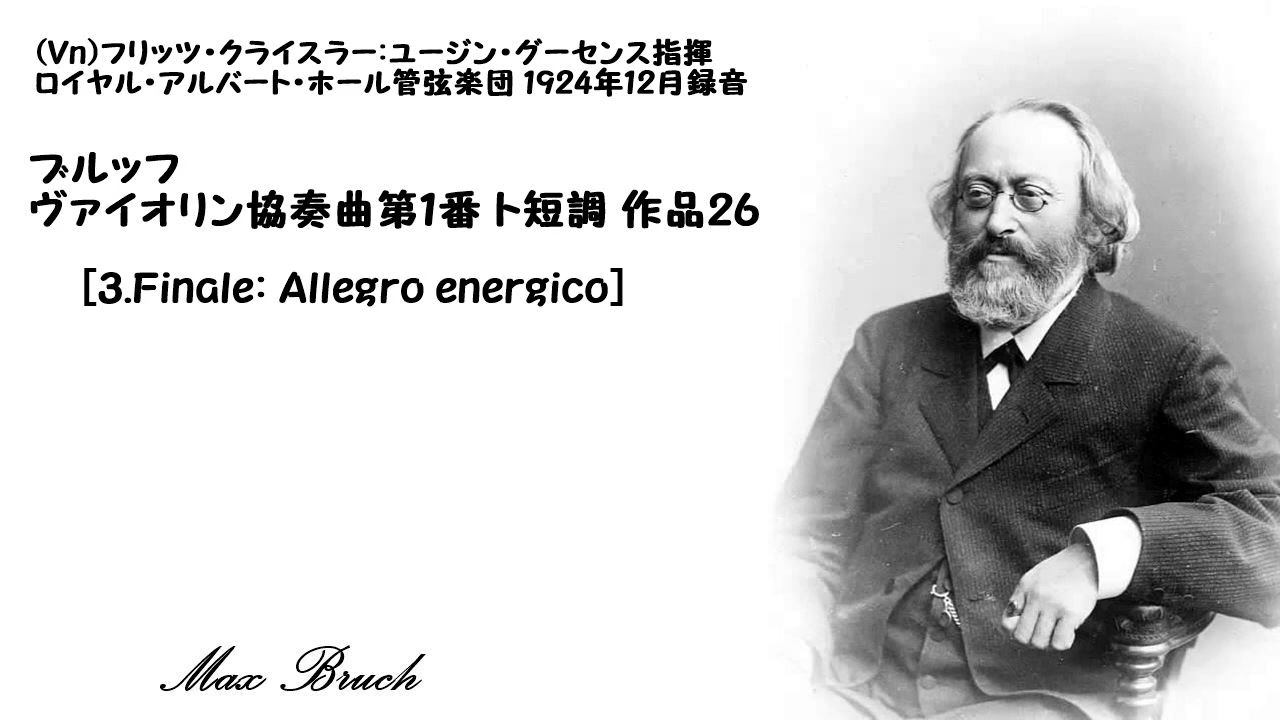 (Vn)フリッツ・クライスラー:ユージン・グーセンス指揮
ロイヤル・アルバート・ホール管弦楽団 1924年12月録音
ブルッフ
ヴァイオリン協奏曲第1番 ト短調 作品26
[3.Finale: Allegro energico]
Max Bruch